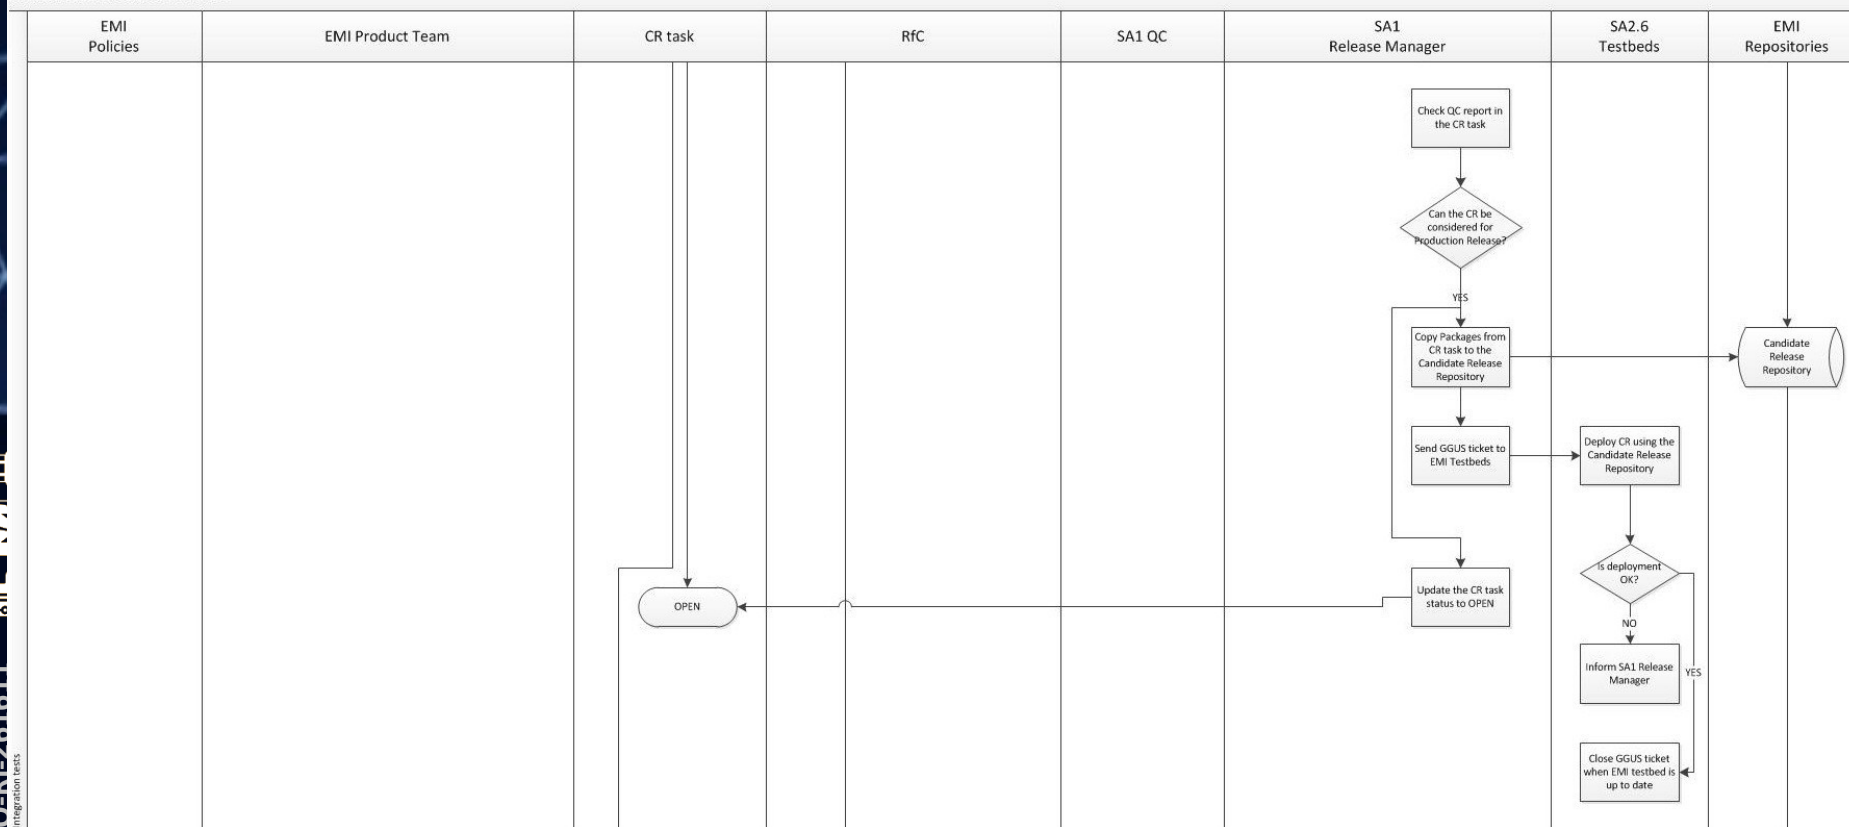 EMI
Policies
EMI Product Team
CR task
RfC
SA1 QC
SA1
Release Manager
SA2.6
Testbeds
EMI
Repositories
Check QC report in
the CR task
Can the CR be
considered for
Production Release?
YES
Copy Packages from
CR task to the
Candidate Release
Repository
Candidate
Release
Repository
Send GGUS ticket to
EMI Testbeds
Deploy CR using the
Candidate Release
Repository
Is deployment
OK?
NO
YES
OPEN
Update the CR task
status to OPEN
Inform SA1 Release
Manager
Close GGUS ticket
when EMI testbed is
up to date
Integration tests